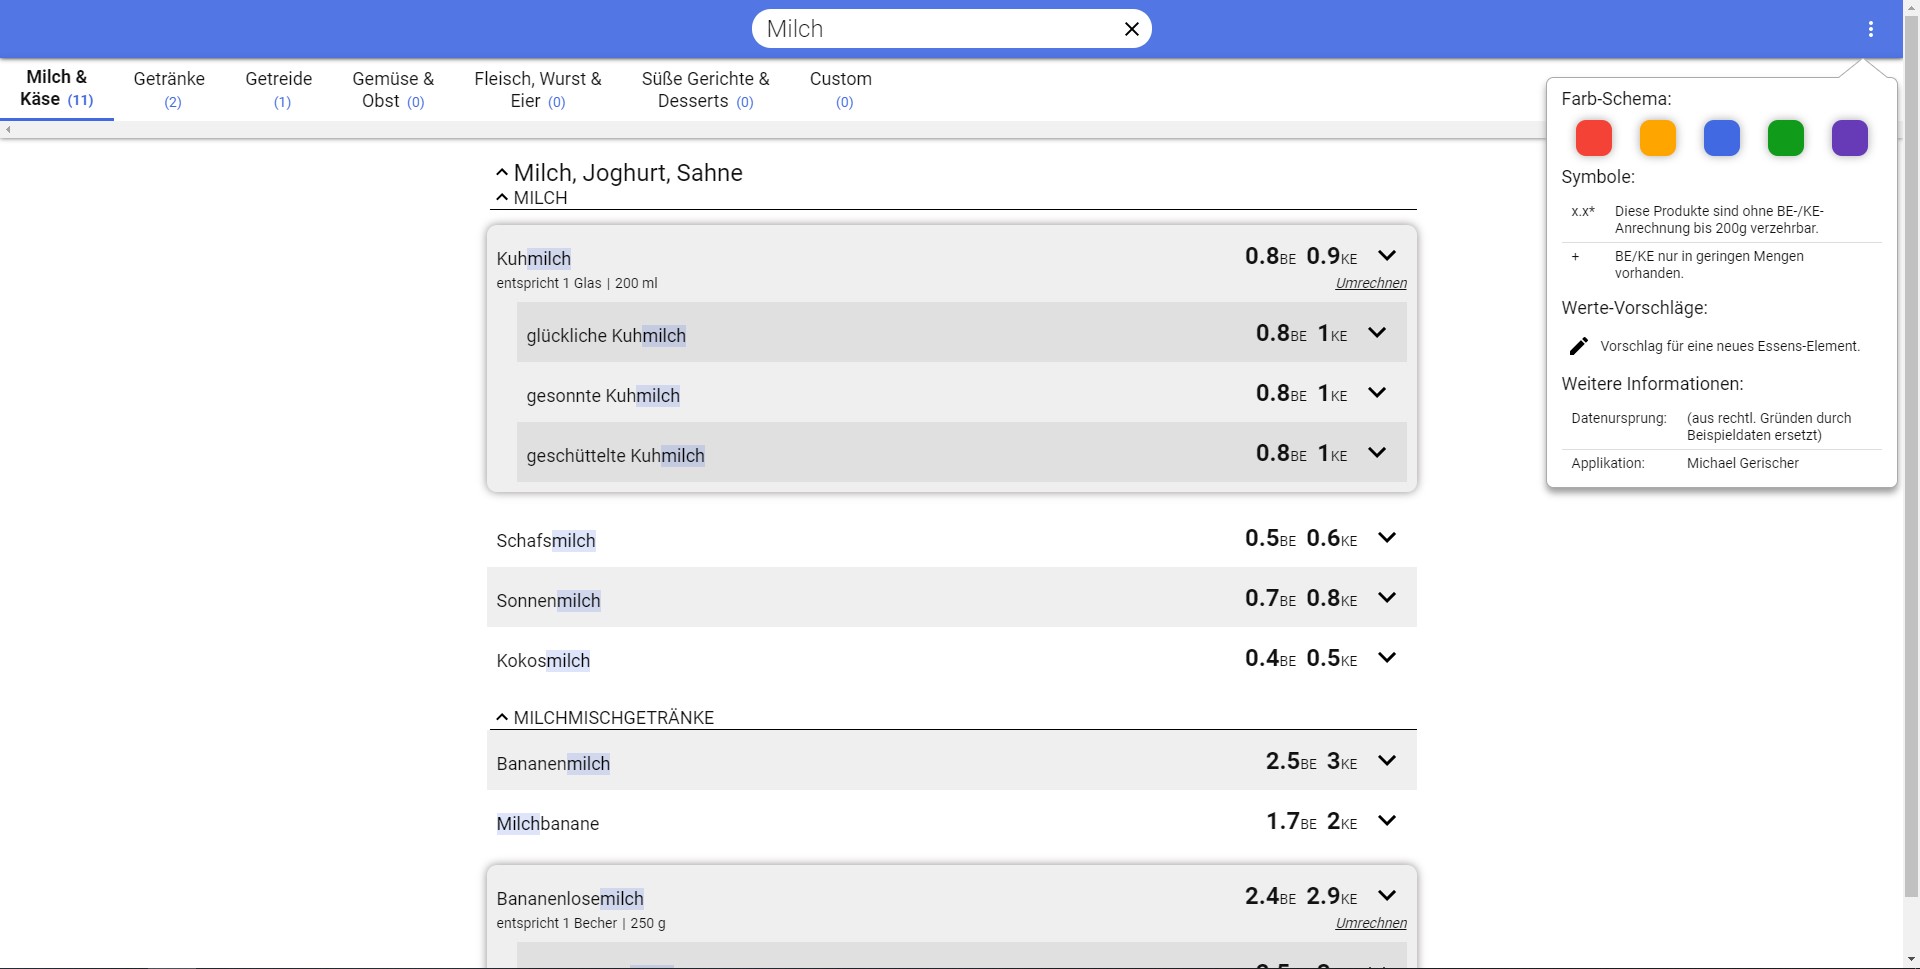 Milch
Milch &
Käse (11)
Getränke
(2)
Getreide
(1)
Gemüse &
Obst (0)
Fleisch, Wurst &
Eier (0)
Süße Gerichte &
Desserts (0)
Custom
(0)
Farb-Schema:
Symbole:
x.x* Diese Produkte sind ohne BE-/KE-
Anrechnung bis 200g verzehrbar.
+ BE/KE nur in geringen Mengen
vorhanden.
Werte-Vorschläge:
Vorschlag für eine neues Essens-Element.
Weitere Informationen:
Datenursprung: (aus rechtl. Gründen durch
Beispieldaten ersetzt)
Applikation: Michael Gerischer
Milch, Joghurt, Sahne
MILCH
Kuhmilch 0.8BE 0.9KE
entspricht 1 Glas | 200 ml Umrechnen
glückliche Kuhmilch 0.8BE 1KE
gesonnte Kuhmilch 0.8BE 1KE
geschüttelte Kuhmilch 0.8BE 1KE
Schafsmilch 0.5BE 0.6KE
Sonnenmilch 0.7BE 0.8KE
Kokosmilch 0.4BE 0.5KE
MILCHMISCHGETRÄNKE
Bananenmilch 2.5BE 3KE
Milchbanane 1.7BE 2KE
Bananenlosemilch 2.4BE 2.9KE
entspricht 1 Becher | 250 g Umrechnen